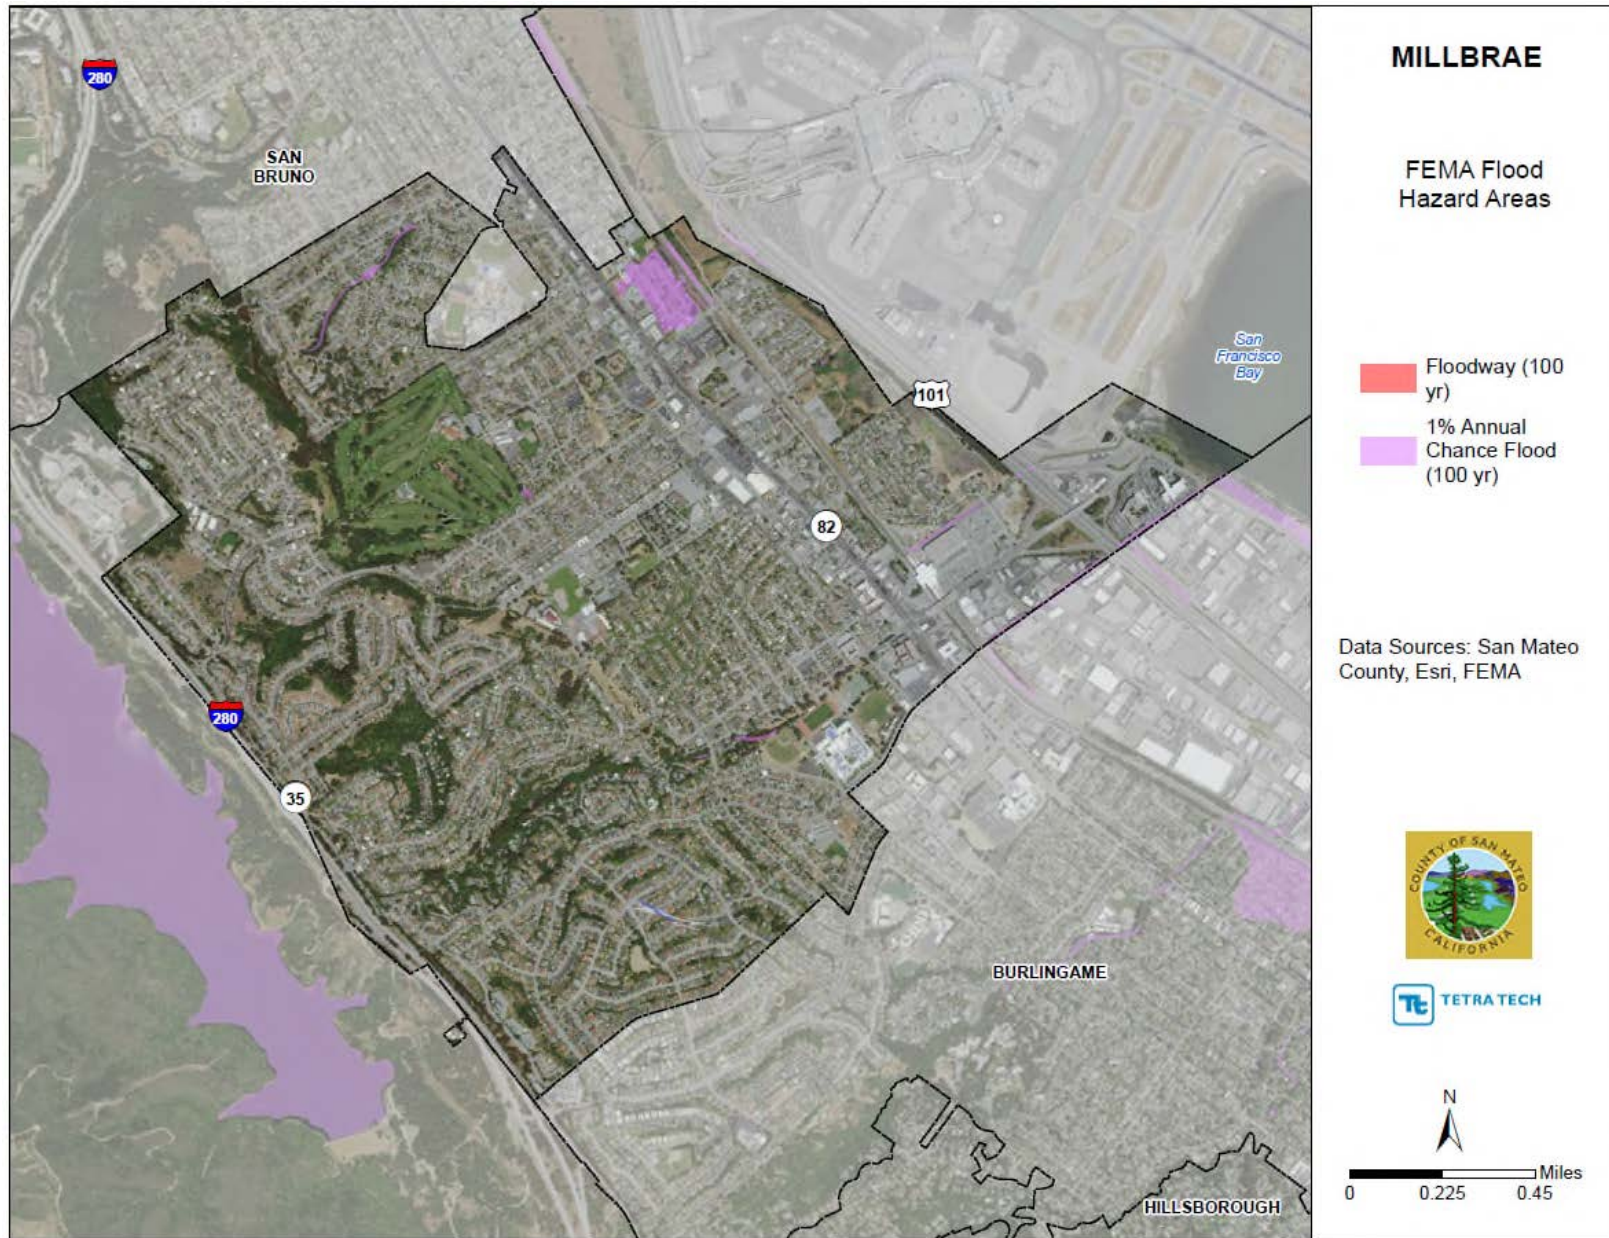 MILLBRAE
FEMA Flood
Hazard Areas
Floodway (100
yr)
1% Annual
Chance Flood
(100 yr)
Data Sources: San Mateo
County, Esri, FEMA
COUNTY OF SAN MATEO
CALIFORNIA
Tt TETRA TECH
N
Miles
0 0.225 0.45
280
SAN
BRUNO
San
Francisco
Bay
101
82
280
35
BURLINGAME
HILLSBOROUGH